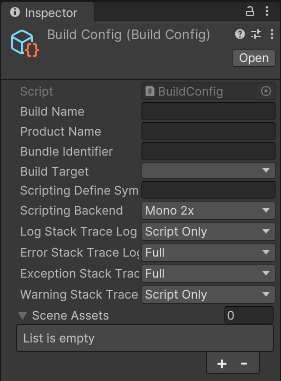 Inspector
Build Config (Build Config)
Open
Script BuildConfig
Build Name
Product Name
Bundle Identifier
Build Target
Scripting Define Sym
Scripting Backend Mono 2x
Log Stack Trace Log Script Only
Error Stack Trace Log Full
Exception Stack Trac Full
Warning Stack Trace Script Only
Scene Assets 0
List is empty
+ -